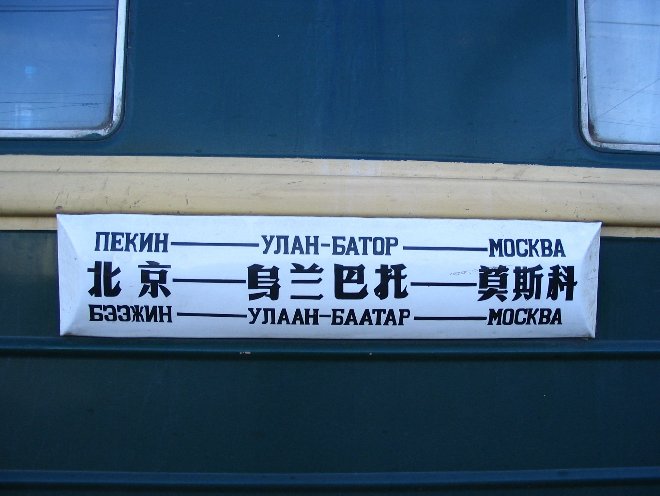 ПЕКИН—УЛАН-БАТОР—МОСКВА
北京—乌兰巴托—莫斯科
БЭЭЖИН—УЛААН-БААТАР—МОСКВА